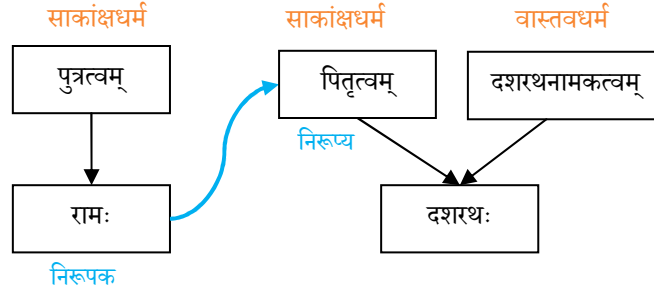 साकांक्षधर्म साकांक्षधर्म वास्तवधर्म
पुत्रत्वम् पितृत्वम् दशरथनामकत्वम्
निरूप्य
रामः दशरथः
निरूपक